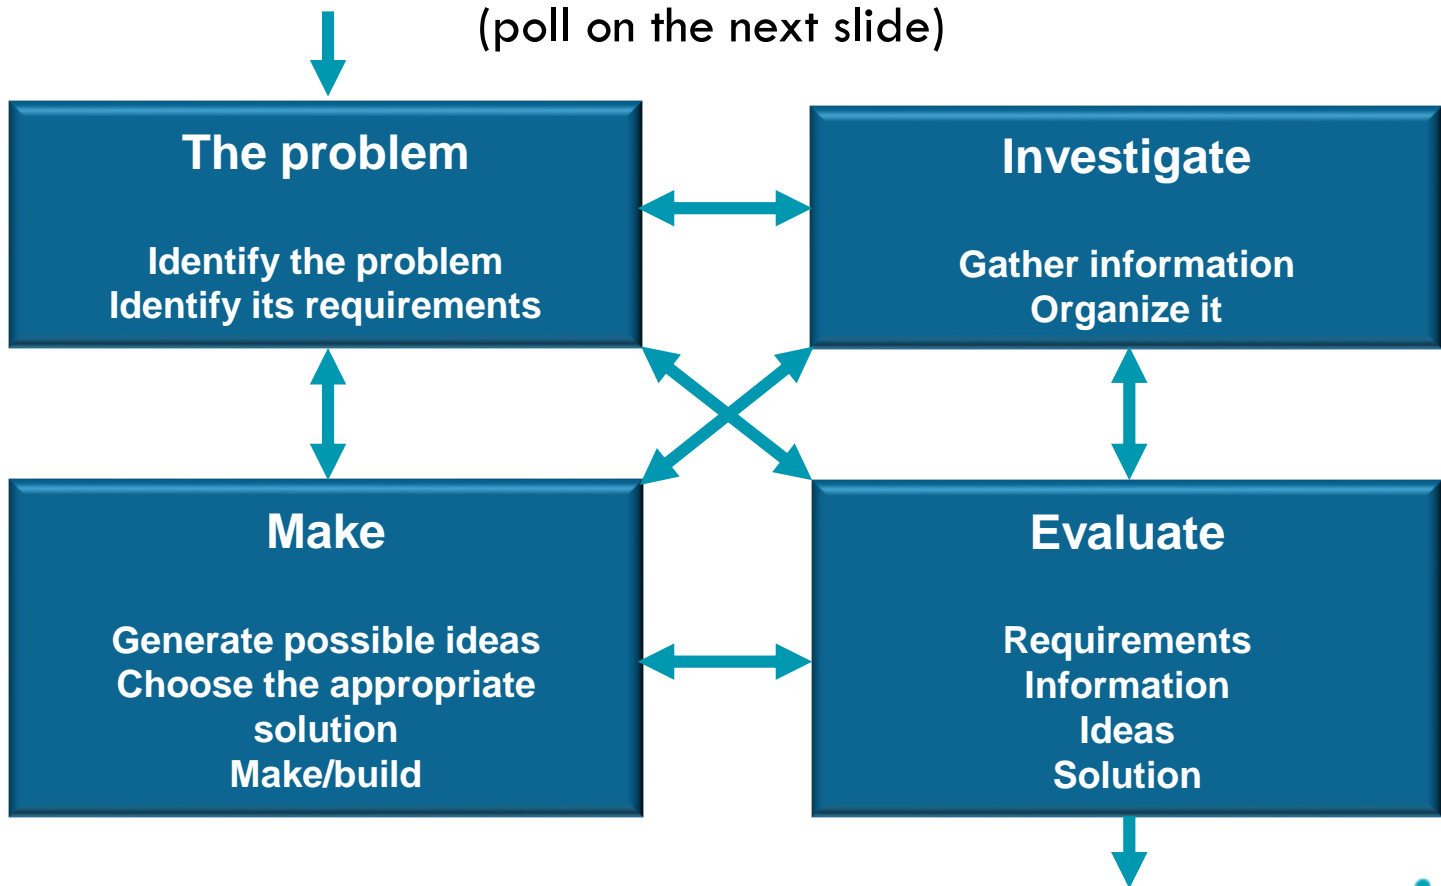 (poll on the next slide)
The problem
Identify the problem
Identify its requirements
Investigate
Gather information
Organize it
Make
Generate possible ideas
Choose the appropriate
solution
Make/build
Evaluate
Requirements
Information
Ideas
Solution